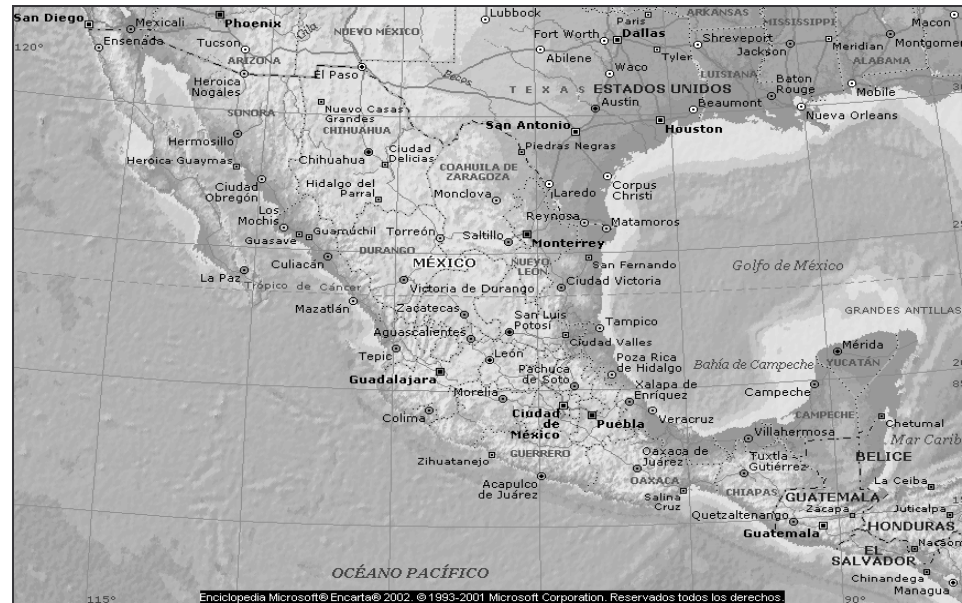 San Diego
Mexicali
Phoenix
Gila
NUEVO MÉXICO
Lubbock
Paris
ARKANSAS
MISSISSIPPI
Macon
120°
Ensenada
Tucson
ARIZONA
Fort Worth
Dallas
Shreveport
Jackson
Meridian
Montgomer
ALABAMA
Abilene
Tyler
Heroica
Nogales
El Paso
Pecos
Waco
LUISIANA
Baton
Rouge
Mobile
30
TEXAS
ESTADOS UNIDOS
Austin
Beaumont
Nueva Orleans
SONORA
Nuevo Casas
Grandes
CHIHUAHUA
San Antonio
Houston
Hermosillo
Ciudad
Delicias
Piedras Negras
Heroica Guaymas
Chihuahua
COAHUILA DE
ZARAGOZA
Ciudad
Obregón
Hidalgo del
Parral
Monclova
Laredo
Corpus
Christi
Los
Mochis
Reynosa
Matamoros
25
Guasave
Guamúchil
Torreón
Saltillo
Monterrey
DURANGO
NUEVO
LEÓN
San Fernando
Golfo de México
La Paz
Culiacán
MÉXICO
Trópico de Cáncer
Victoria de Durango
Ciudad Victoria
Mazatlán
Zacatecas
San Luis
Potosí
Tampico
GRANDES ANTILLAS
Aguascalientes
Ciudad Valles
Mérida
YUCATÁN
Tepic
León
Poza Rica
de Hidalgo
Bahía de Campeche
20
85
Guadalajara
Pachuca
de Soto
Xalapa de
Enríquez
Campeche
Morelia
Colima
Ciudad
de
México
Puebla
Veracruz
CAMPECHE
Chetumal
Villahermosa
Mar Carib
Zihuatanejo
GUERRERO
Oaxaca de
Juárez
Tuxtla
Gutiérrez
BELICE
Acapulco
de Juárez
OAXACA
Salina
Cruz
CHIAPAS
La Ceiba
GUATEMALA
Zacapa
Juticalpa
Quetzaltenango
Guatemala
HONDURAS
EL
SALVADOR
Nacaom
OCÉANO PACÍFICO
Chinandega
Managua
115°
90°
Enciclopedia Microsoft® Encarta® 2002. © 1993-2001 Microsoft Corporation. Reservados todos los derechos.